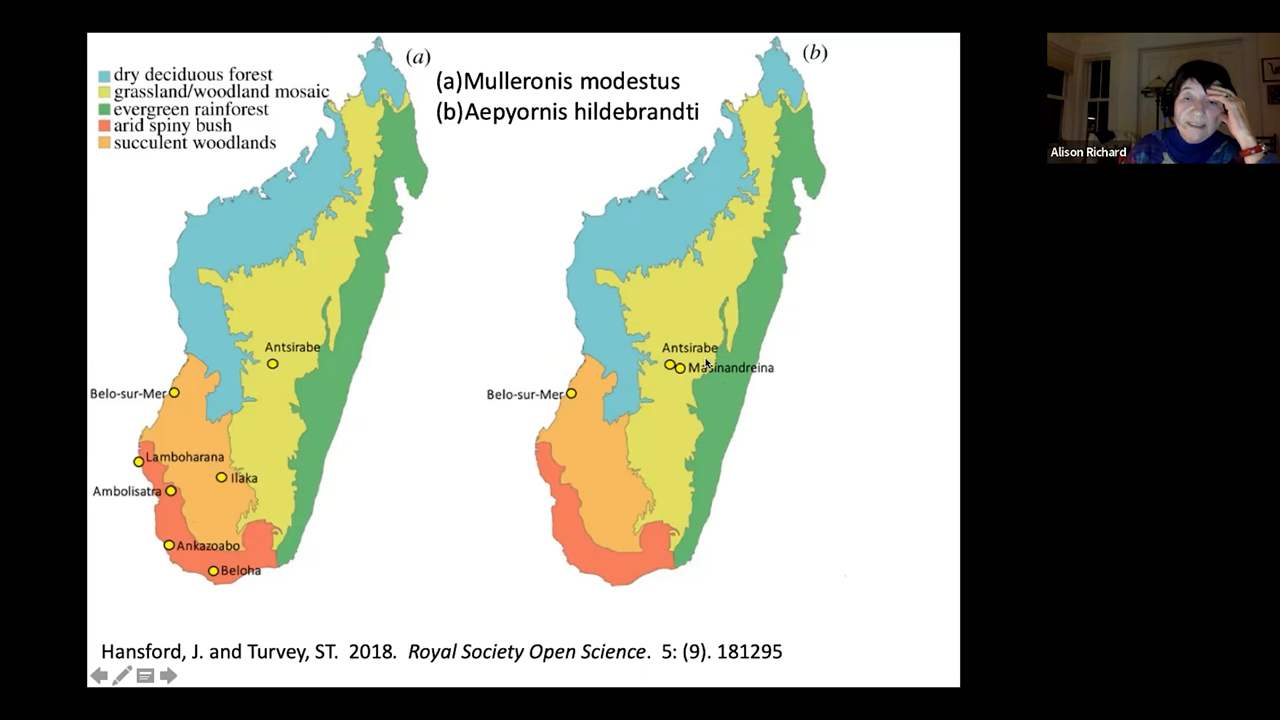 (a)
(b)
dry deciduous forest
grassland/woodland mosaic
evergreen rainforest
arid spiny bush
succulent woodlands
(a)Mulleronis modestus
(b)Aepyornis hildebrandti
Alison Richard
Antsirabe
Belo-sur-Mer
Lamboharana
Ilaka
Ambolisatra
Ankazoabo
Beloha
Antsirabe
Masinandreina
Belo-sur-Mer
Hansford, J. and Turvey, ST. 2018. Royal Society Open Science. 5: (9). 181295